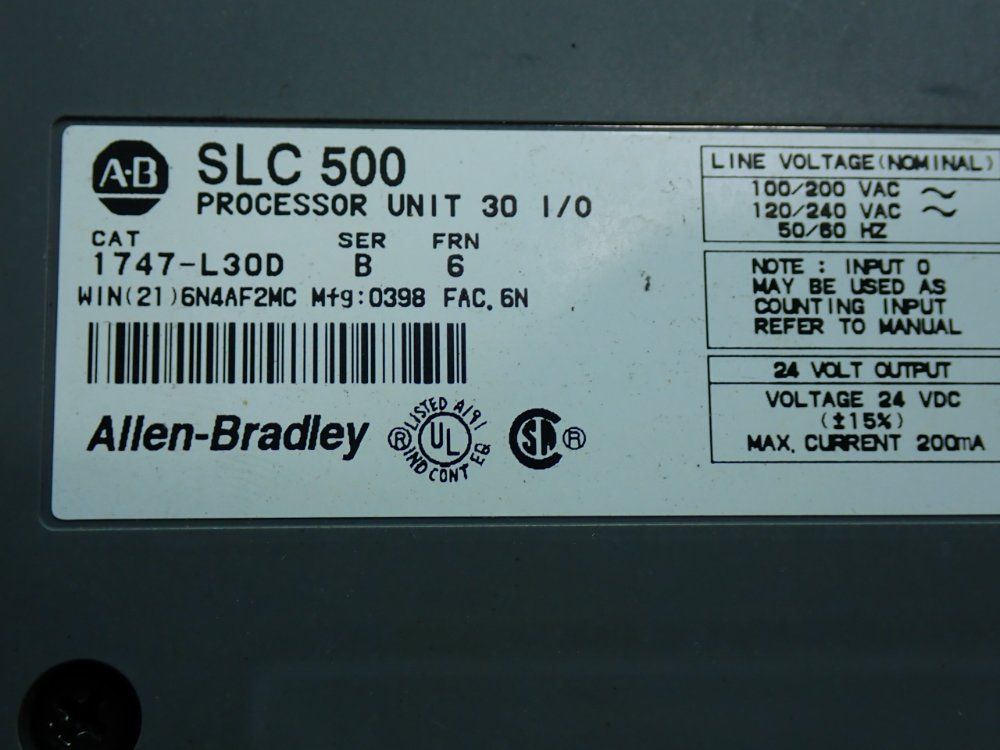 A·B
SLC 500
PROCESSOR UNIT 30 I/O
CAT SER FRN
1747-L30D B 6
WIN(21)6N4AF2MC Mfg:0398 FAC. 6N
Allen-Bradley
® LISTED A191
UL
IND CONT EQ
SA ®
LINE VOLTAGE(NOMINAL)
100/200 VAC ~
120/240 VAC ~
50/60 HZ
NOTE : INPUT 0
MAY BE USED AS
COUNTING INPUT
REFER TO MANUAL
24 VOLT OUTPUT
VOLTAGE 24 VDC
(±15%)
MAX. CURRENT 200mA